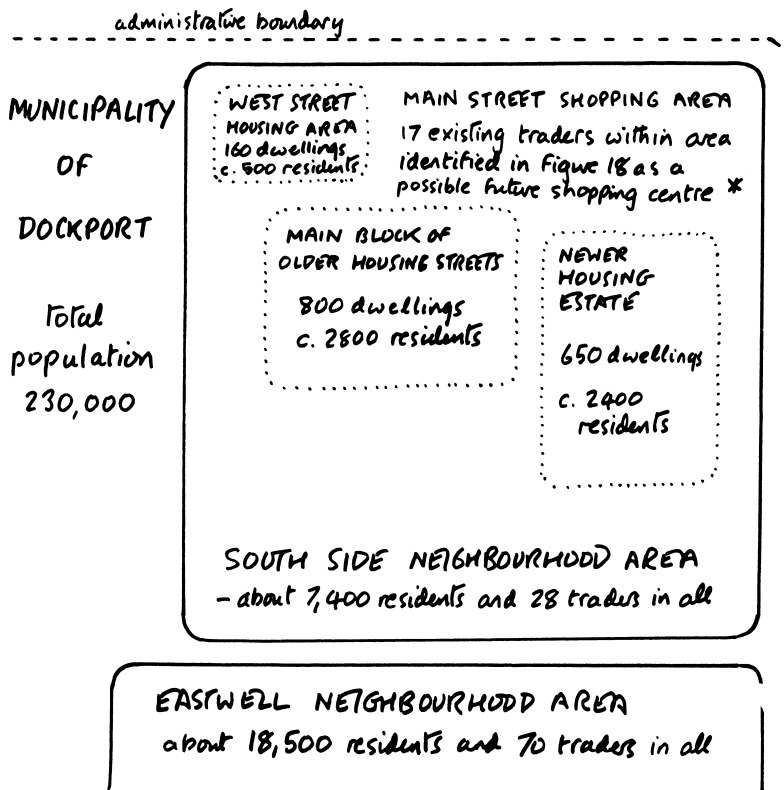 administrative boundary
MUNICIPALITY
OF
DOCKPORT
total
population
230,000
WEST STREET
HOUSING AREA
160 dwellings
c. 500 residents
MAIN STREET SHOPPING AREA
17 existing traders within area
identified in Figure 18 as a
possible future shopping centre *
MAIN BLOCK OF
OLDER HOUSING STREETS
800 dwellings
c. 2800 residents
NEWER
HOUSING
ESTATE
650 dwellings
c. 2400
residents
SOUTH SIDE NEIGHBOURHOOD AREA
- about 7,400 residents and 28 traders in all
EASTWELL NEIGHBOURHOOD AREA
about 18,500 residents and 70 traders in all